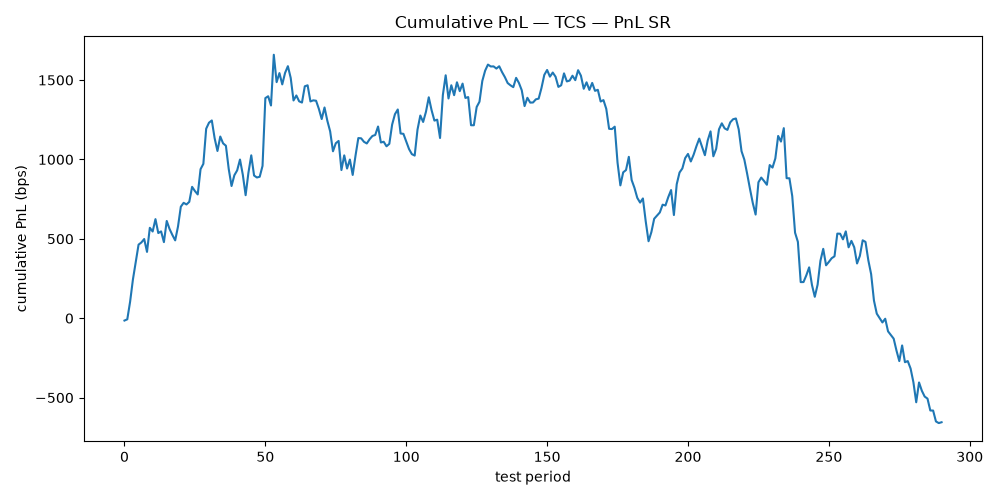 Cumulative PnL — TCS — PnL SR
1500
1000
500
0
−500
cumulative PnL (bps)
0 50 100 150 200 250 300
test period